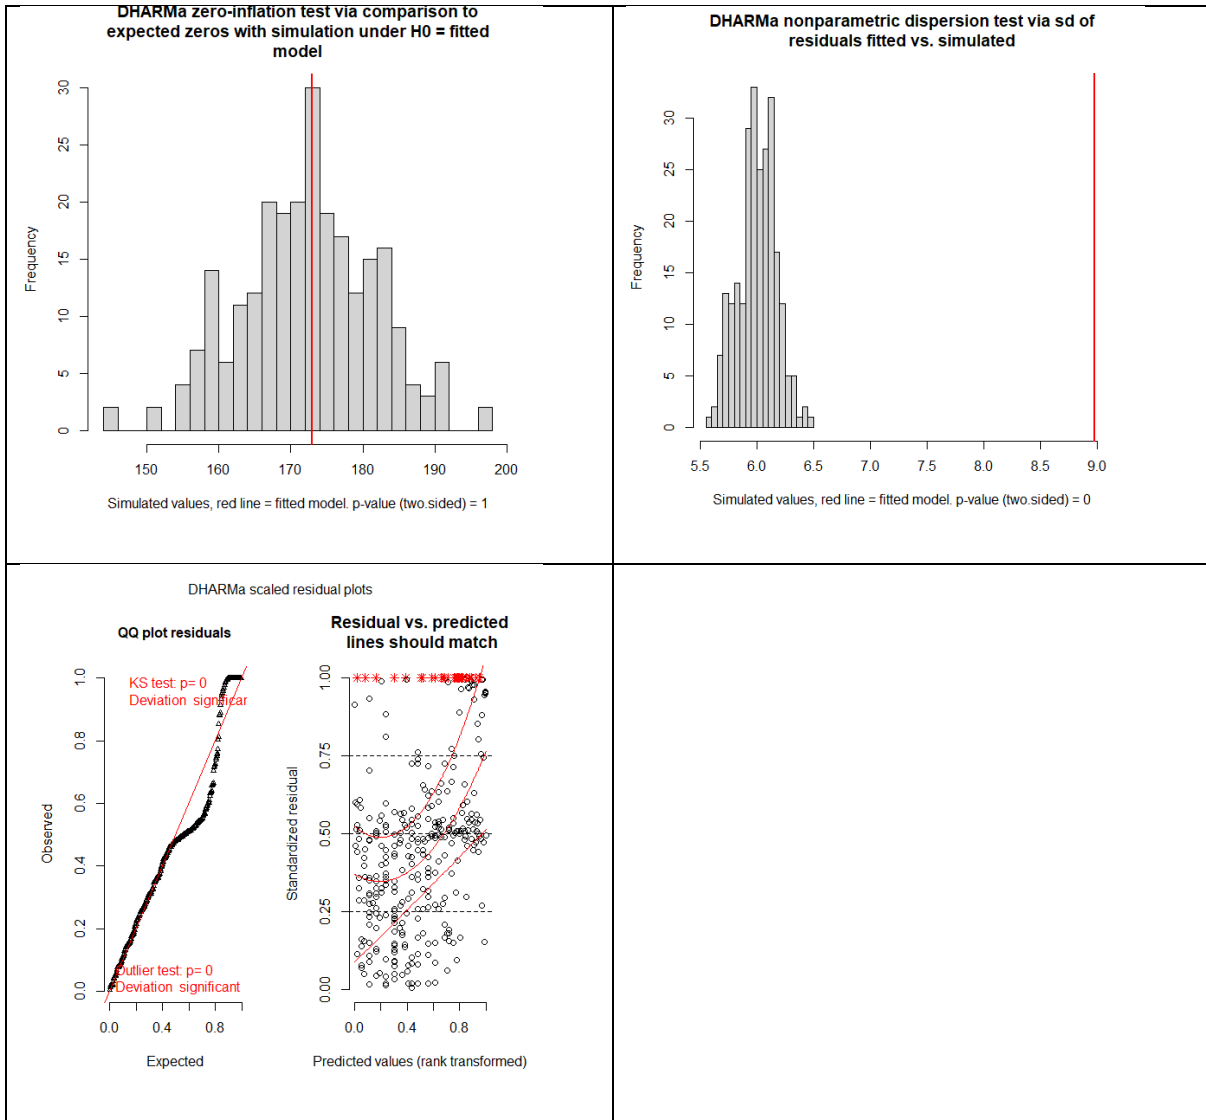 DHARMa zero-inflation test via comparison to
expected zeros with simulation under H0 = fitted
model
Frequency
30
25
20
15
10
5
0
150 160 170 180 190 200
Simulated values, red line = fitted model. p-value (two.sided) = 1
DHARMa nonparametric dispersion test via sd of
residuals fitted vs. simulated
Frequency
30
25
20
15
10
5
0
5.5 6.0 6.5 7.0 7.5 8.0 8.5 9.0
Simulated values, red line = fitted model. p-value (two.sided) = 0
DHARMa scaled residual plots
QQ plot residuals
KS test: p= 0
Deviation significar
Outlier test: p= 0
Deviation significant
Observed
1.0
0.8
0.6
0.4
0.2
0.0
0.0 0.4 0.8
Expected
Residual vs. predicted
lines should match
Standardized residual
1.00
0.75
0.50
0.25
0.00
0.0 0.4 0.8
Predicted values (rank transformed)